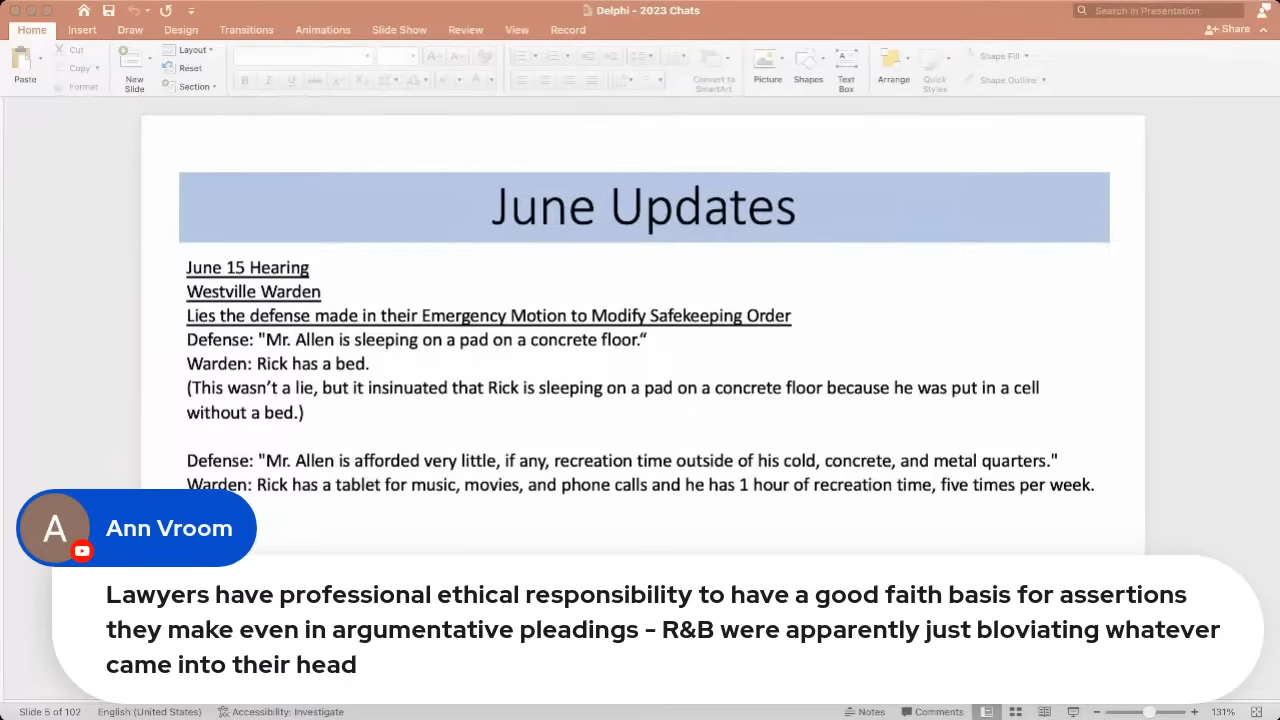 Delphi - 2023 Chats
Search in Presentation
Home Insert Draw Design Transitions Animations Slide Show Review View Record
Share
Paste
Cut
Copy
Format
New Slide
Layout
Reset
Section
Convert to SmartArt
Picture
Shapes
Text Box
Arrange
Quick Styles
Shape Fill
Shape Outline
June Updates
June 15 Hearing
Westville Warden
Lies the defense made in their Emergency Motion to Modify Safekeeping Order
Defense: "Mr. Allen is sleeping on a pad on a concrete floor.“
Warden: Rick has a bed.
(This wasn’t a lie, but it insinuated that Rick is sleeping on a pad on a concrete floor because he was put in a cell
without a bed.)
Defense: "Mr. Allen is afforded very little, if any, recreation time outside of his cold, concrete, and metal quarters."
Warden: Rick has a tablet for music, movies, and phone calls and he has 1 hour of recreation time, five times per week.
A
Ann Vroom
Lawyers have professional ethical responsibility to have a good faith basis for assertions
they make even in argumentative pleadings - R&B were apparently just bloviating whatever
came into their head
Slide 5 of 102 English (United States) Accessibility: Investigate Notes Comments 131%